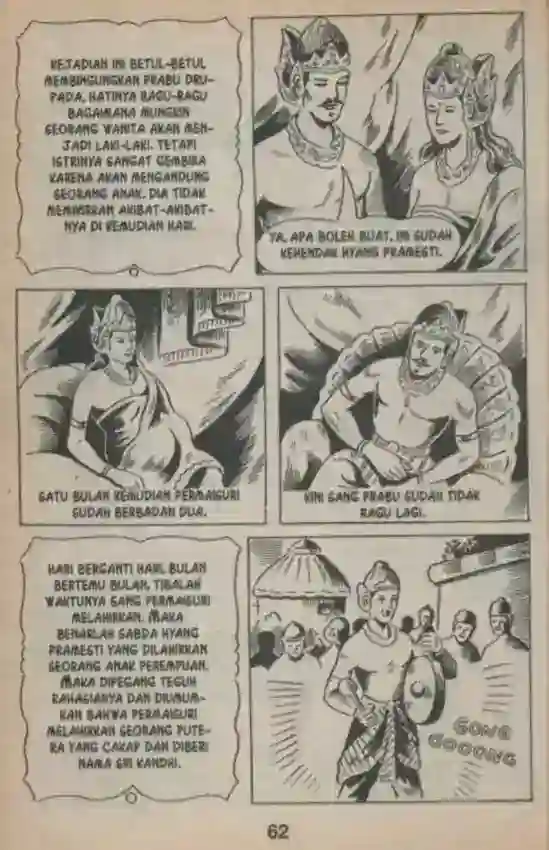 KEJADIAN INI BETUL-BETUL
MEMBINGUNGKAN PRABU DRU-
PADA. HATINYA RAGU-RAGU
BAGAIMANA MUNGKIN
SEORANG WANITA AKAN MEN-
JADI LAKI-LAKI. TETAPI
ISTRINYA SANGAT GEMBIRA
KARENA AKAN MENGANDUNG
SEORANG ANAK. DIA TIDAK
MEMIKIRKAN AKIBAT-AKIBAT-
NYA DI KEMUDIAN HARI.
YA, APA BOLEH BUAT. INI SUDAH
KEHENDAK HYANG PRAMESTI.
SATU BULAN KEMUDIAN PERMAISURI
SUDAH BERBADAN DUA.
KINI SANG PRABU SUDAH TIDAK
RAGU LAGI.
HARI BERGANTI HARI, BULAN
BERTEMU BULAN, TIBALAH
WAKTUNYA SANG PERMAISURI
MELAHIRKAN. MAKA
BENARLAH SABDA HYANG
PRAMESTI YANG DILAHIRKAN
SEORANG ANAK PEREMPUAN.
MAKA DIPEGANG TEGUH
RAHASIANYA DAN DIUMUM-
KAN BAHWA PERMAISURI
MELAHIRKAN SEORANG PUTE-
RA YANG CAKAP DAN DIBERI
NAMA SRI KANDHI.
GONG
GOOONG
62